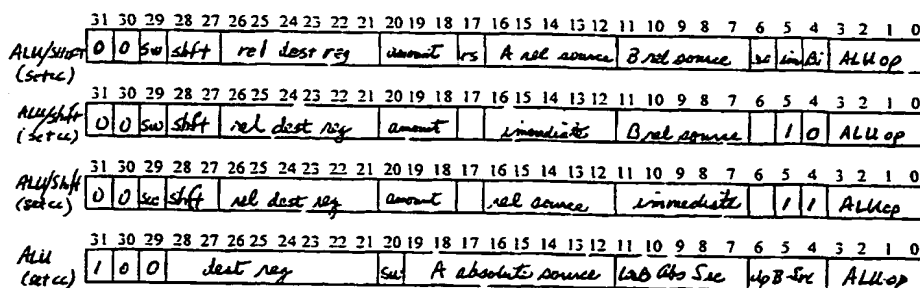 31 30 29 28 27 26 25 24 23 22 21 20 19 18 17 16 15 14 13 12 11 10 9 8 7 6 5 4 3 2 1 0
ALU/Shift (setcc) 0 0 sw shft rel dest reg amount rs A rel source B rel source sc im Bi ALU op
31 30 29 28 27 26 25 24 23 22 21 20 19 18 17 16 15 14 13 12 11 10 9 8 7 6 5 4 3 2 1 0
ALU/Shft (setcc) 0 0 sw shft rel dest reg amount immediate B rel source 1 0 ALU op
31 30 29 28 27 26 25 24 23 22 21 20 19 18 17 16 15 14 13 12 11 10 9 8 7 6 5 4 3 2 1 0
ALU/Shft (setcc) 0 0 shft rel dest reg amount rel source immediate 1 1 ALU op
31 30 29 28 27 26 25 24 23 22 21 20 19 18 17 16 15 14 13 12 11 10 9 8 7 6 5 4 3 2 1 0
ALU (setcc) 1 0 0 dest reg sw A absolute source B Abs Src B-Src ALU-op